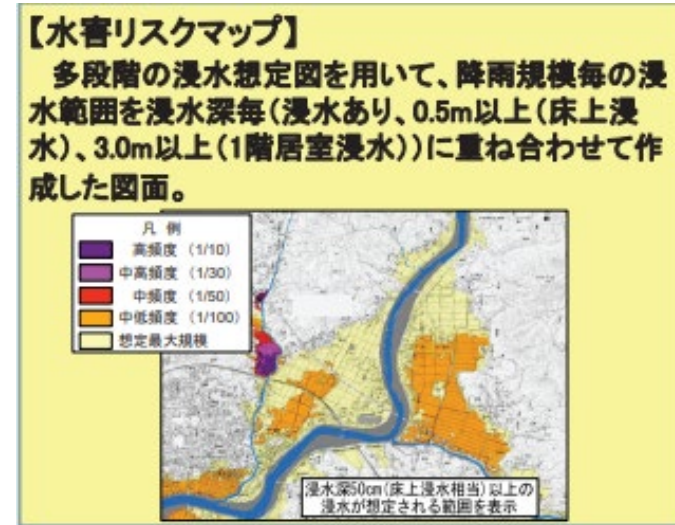 【水害リスクマップ】
多段階の浸水想定図を用いて、降雨規模毎の浸
水範囲を浸水深毎(浸水あり、0.5m以上(床上浸
水)、3.0m以上(1階居室浸水))に重ね合わせて作
成した図面。
凡 例
高頻度 (1/10)
中高頻度 (1/30)
中頻度 (1/50)
中低頻度 (1/100)
想定最大規模
浸水深50cm(床上浸水相当)以上の
浸水が想定される範囲を表示